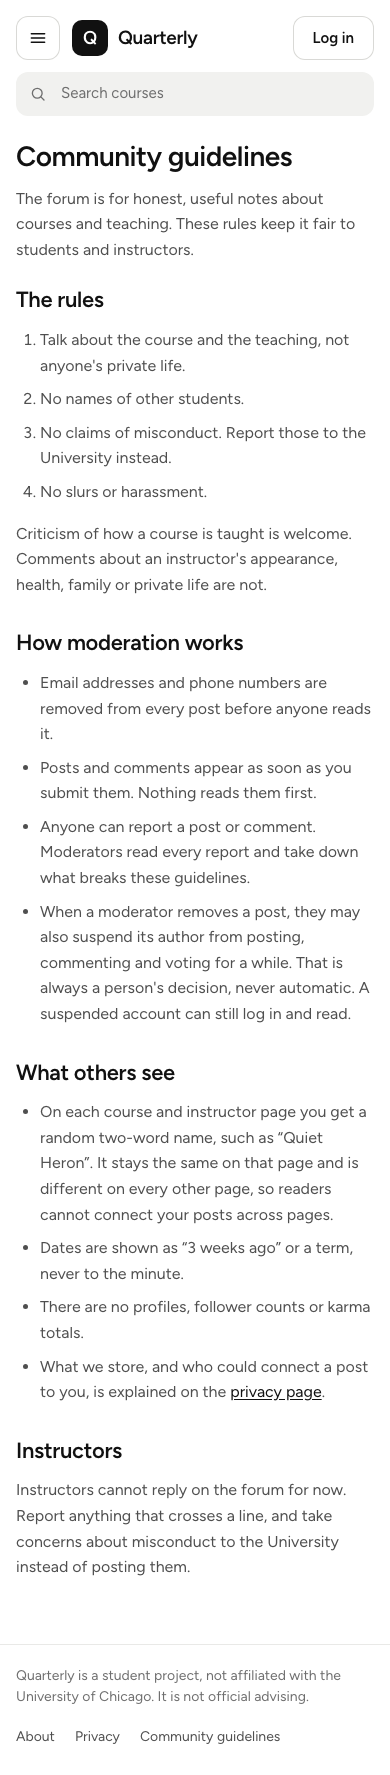 Q Quarterly
Log in
Search courses
Community guidelines
The forum is for honest, useful notes about
courses and teaching. These rules keep it fair to
students and instructors.
The rules
1. Talk about the course and the teaching, not
anyone's private life.
2. No names of other students.
3. No claims of misconduct. Report those to the
University instead.
4. No slurs or harassment.
Criticism of how a course is taught is welcome.
Comments about an instructor's appearance,
health, family or private life are not.
How moderation works
• Email addresses and phone numbers are
removed from every post before anyone reads
it.
• Posts and comments appear as soon as you
submit them. Nothing reads them first.
• Anyone can report a post or comment.
Moderators read every report and take down
what breaks these guidelines.
• When a moderator removes a post, they may
also suspend its author from posting,
commenting and voting for a while. That is
always a person's decision, never automatic. A
suspended account can still log in and read.
What others see
• On each course and instructor page you get a
random two-word name, such as “Quiet
Heron”. It stays the same on that page and is
different on every other page, so readers
cannot connect your posts across pages.
• Dates are shown as “3 weeks ago” or a term,
never to the minute.
• There are no profiles, follower counts or karma
totals.
• What we store, and who could connect a post
to you, is explained on the privacy page.
Instructors
Instructors cannot reply on the forum for now.
Report anything that crosses a line, and take
concerns about misconduct to the University
instead of posting them.
Quarterly is a student project, not affiliated with the
University of Chicago. It is not official advising.
About Privacy Community guidelines